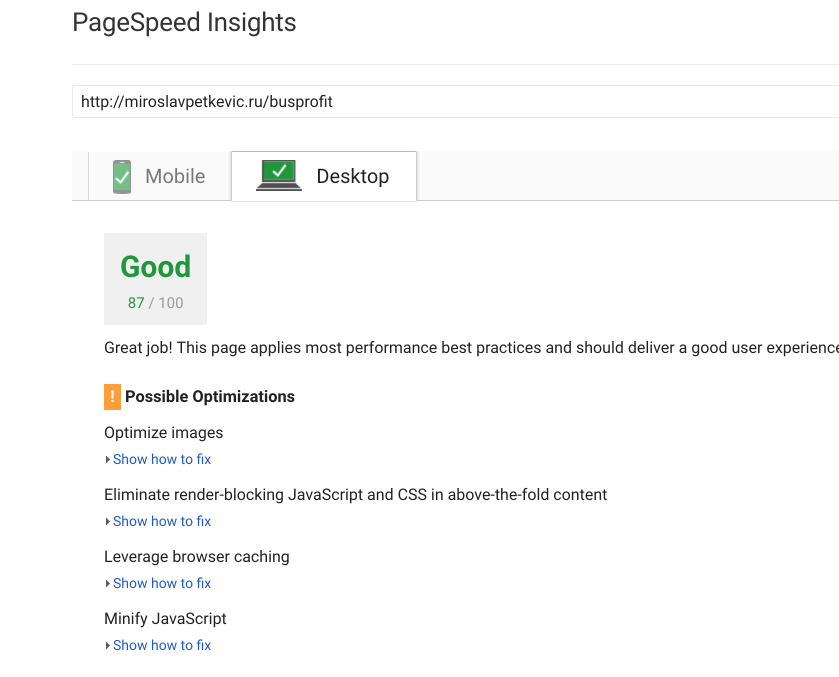 PageSpeed Insights
http://miroslavpetkevic.ru/busprofit
Mobile
Desktop
Good
87 / 100
Great job! This page applies most performance best practices and should deliver a good user experience
! Possible Optimizations
Optimize images
Show how to fix
Eliminate render-blocking JavaScript and CSS in above-the-fold content
Show how to fix
Leverage browser caching
Show how to fix
Minify JavaScript
Show how to fix